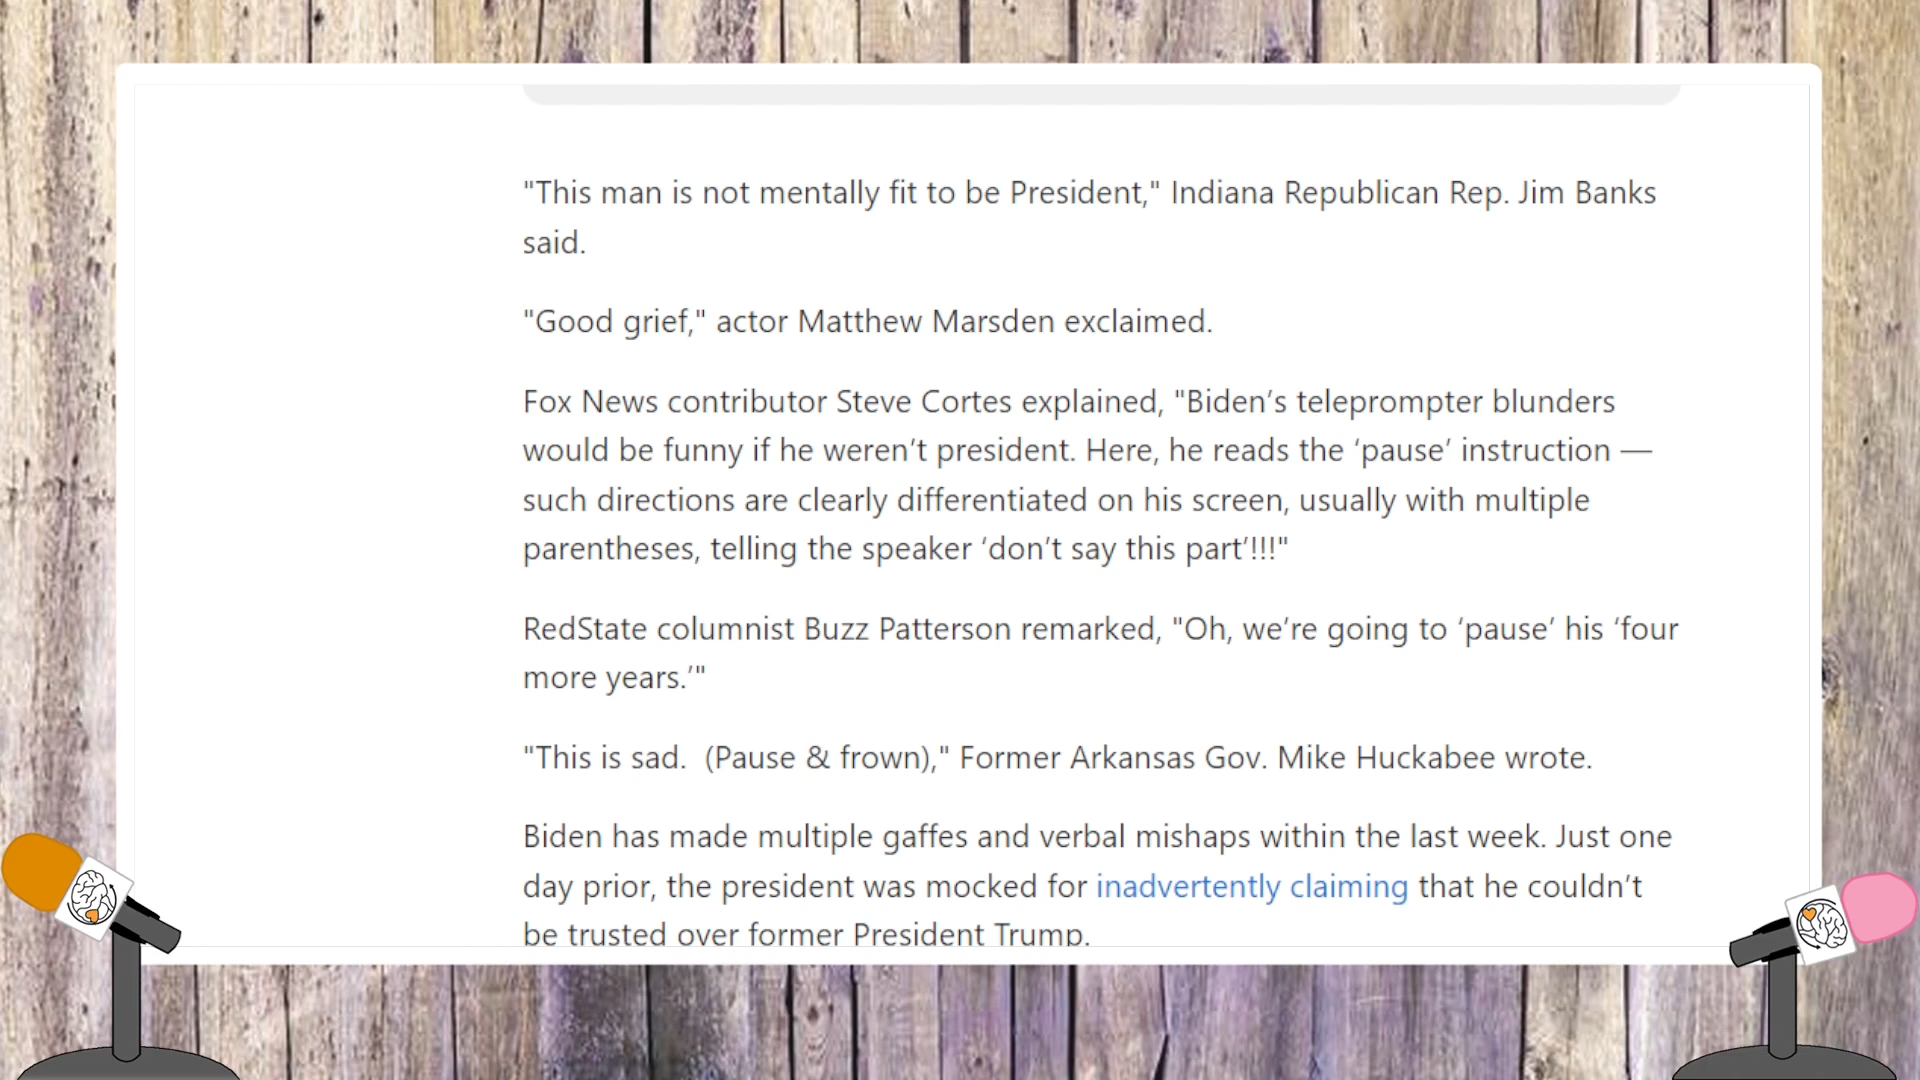 "This man is not mentally fit to be President," Indiana Republican Rep. Jim Banks
said.
"Good grief," actor Matthew Marsden exclaimed.
Fox News contributor Steve Cortes explained, "Biden’s teleprompter blunders
would be funny if he weren’t president. Here, he reads the ‘pause’ instruction —
such directions are clearly differentiated on his screen, usually with multiple
parentheses, telling the speaker ‘don’t say this part’!!!"
RedState columnist Buzz Patterson remarked, "Oh, we’re going to ‘pause’ his ‘four
more years.’"
"This is sad.  (Pause & frown)," Former Arkansas Gov. Mike Huckabee wrote.
Biden has made multiple gaffes and verbal mishaps within the last week. Just one
day prior, the president was mocked for inadvertently claiming that he couldn’t
be trusted over former President Trump.